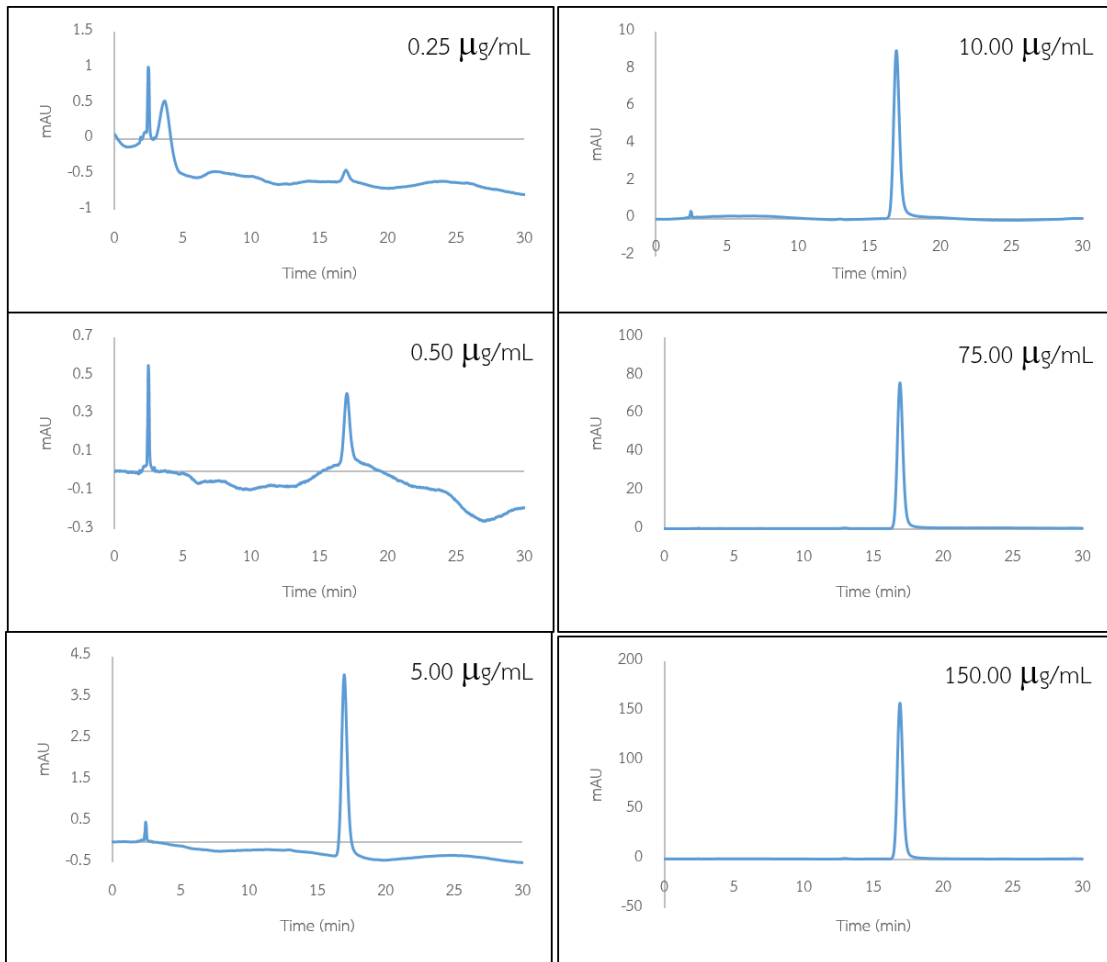 0.25 μg/mL
1.5
1
0.5
0
-0.5
-1
mAU
0 5 10 15 20 25 30
Time (min)
10.00 μg/mL
10
8
6
4
2
0
-2
mAU
0 5 10 15 20 25 30
Time (min)
0.50 μg/mL
0.7
0.5
0.3
0.1
-0.1
-0.3
mAU
0 5 10 15 20 25 30
Time (min)
75.00 μg/mL
100
80
60
40
20
0
mAU
0 5 10 15 20 25 30
Time (min)
5.00 μg/mL
4.5
3.5
2.5
1.5
0.5
-0.5
mAU
0 5 10 15 20 25 30
Time (min)
150.00 μg/mL
200
150
100
50
0
-50
mAU
0 5 10 15 20 25 30
Time (min)